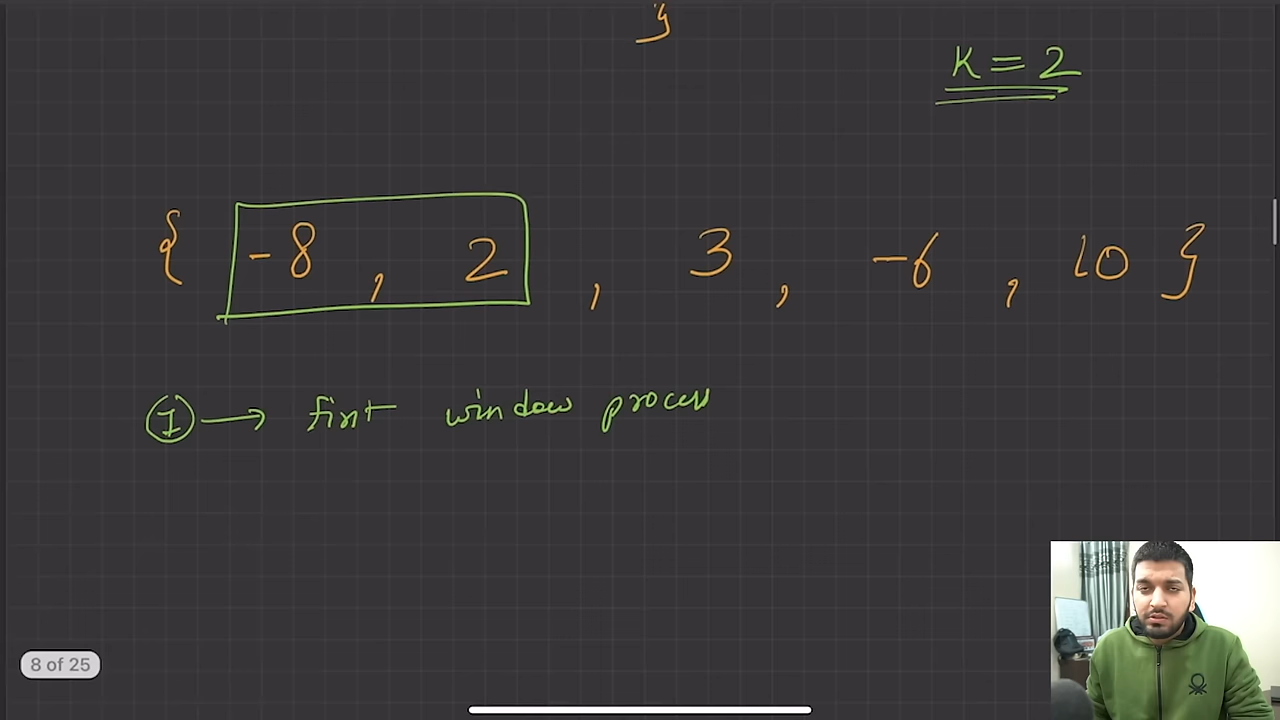 }
K = 2
{ -8 , 2 , 3 , -6 , 10 }
I → first window process
8 of 25